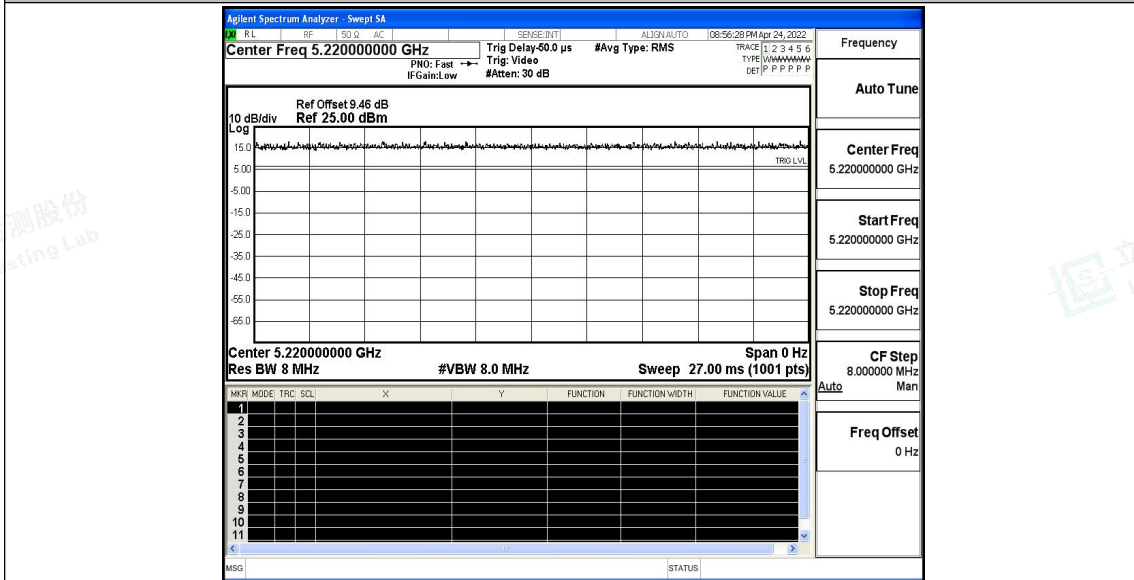 Agilent Spectrum Analyzer - Swept SA
LXI RL RF 50 Ω AC SENSE:INT ALIGN AUTO 08:56:28 PM Apr 24, 2022
Center Freq 5.220000000 GHz
PNO: Fast
IFGain:Low
Trig Delay-50.0 µs
Trig: Video
#Atten: 30 dB
#Avg Type: RMS
TRACE 1 2 3 4 5 6
TYPE WWWWWW
DET P P P P P P
Ref Offset 9.46 dB
10 dB/div Ref 25.00 dBm
Log
15.0
TRIG LVL
5.00
-5.00
-15.0
-25.0
-35.0
-45.0
-55.0
-65.0
Center 5.220000000 GHz Span 0 Hz
Res BW 8 MHz #VBW 8.0 MHz Sweep 27.00 ms (1001 pts)
MKR MODE TRC SCL X Y FUNCTION FUNCTION WIDTH FUNCTION VALUE
1
2
3
4
5
6
7
8
9
10
11
MSG STATUS
Frequency
Auto Tune
Center Freq
5.220000000 GHz
Start Freq
5.220000000 GHz
Stop Freq
5.220000000 GHz
CF Step
8.000000 MHz
Auto Man
Freq Offset
0 Hz
测股份
sting Lab
立